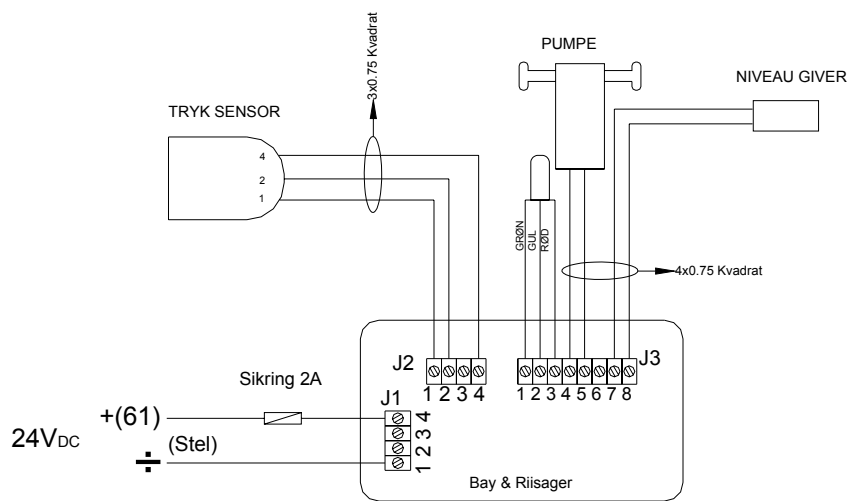 3x0.75 Kvadrat
PUMPE
NIVEAU GIVER
TRYK SENSOR
4
2
1
GRØN
GUL
RØD
4x0.75 Kvadrat
J2
J3
1 2 3 4
1 2 3 4 5 6 7 8
Sikring 2A
J1
+(61)
24VDC
(Stel)
÷
1 2 3 4
Bay & Riisager